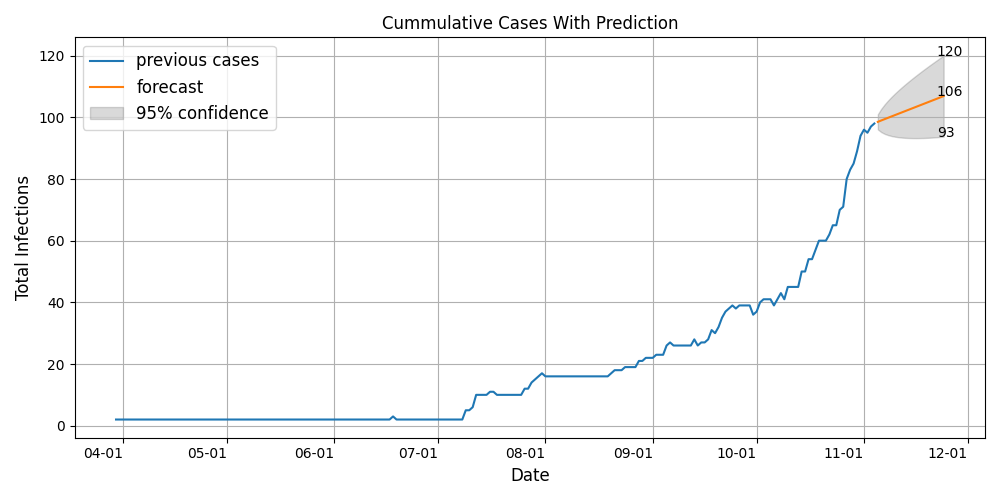 Cummulative Cases With Prediction
previous cases
forecast
95% confidence
120
106
93
120
100
80
60
40
20
0
Total Infections
04-01 05-01 06-01 07-01 08-01 09-01 10-01 11-01 12-01
Date